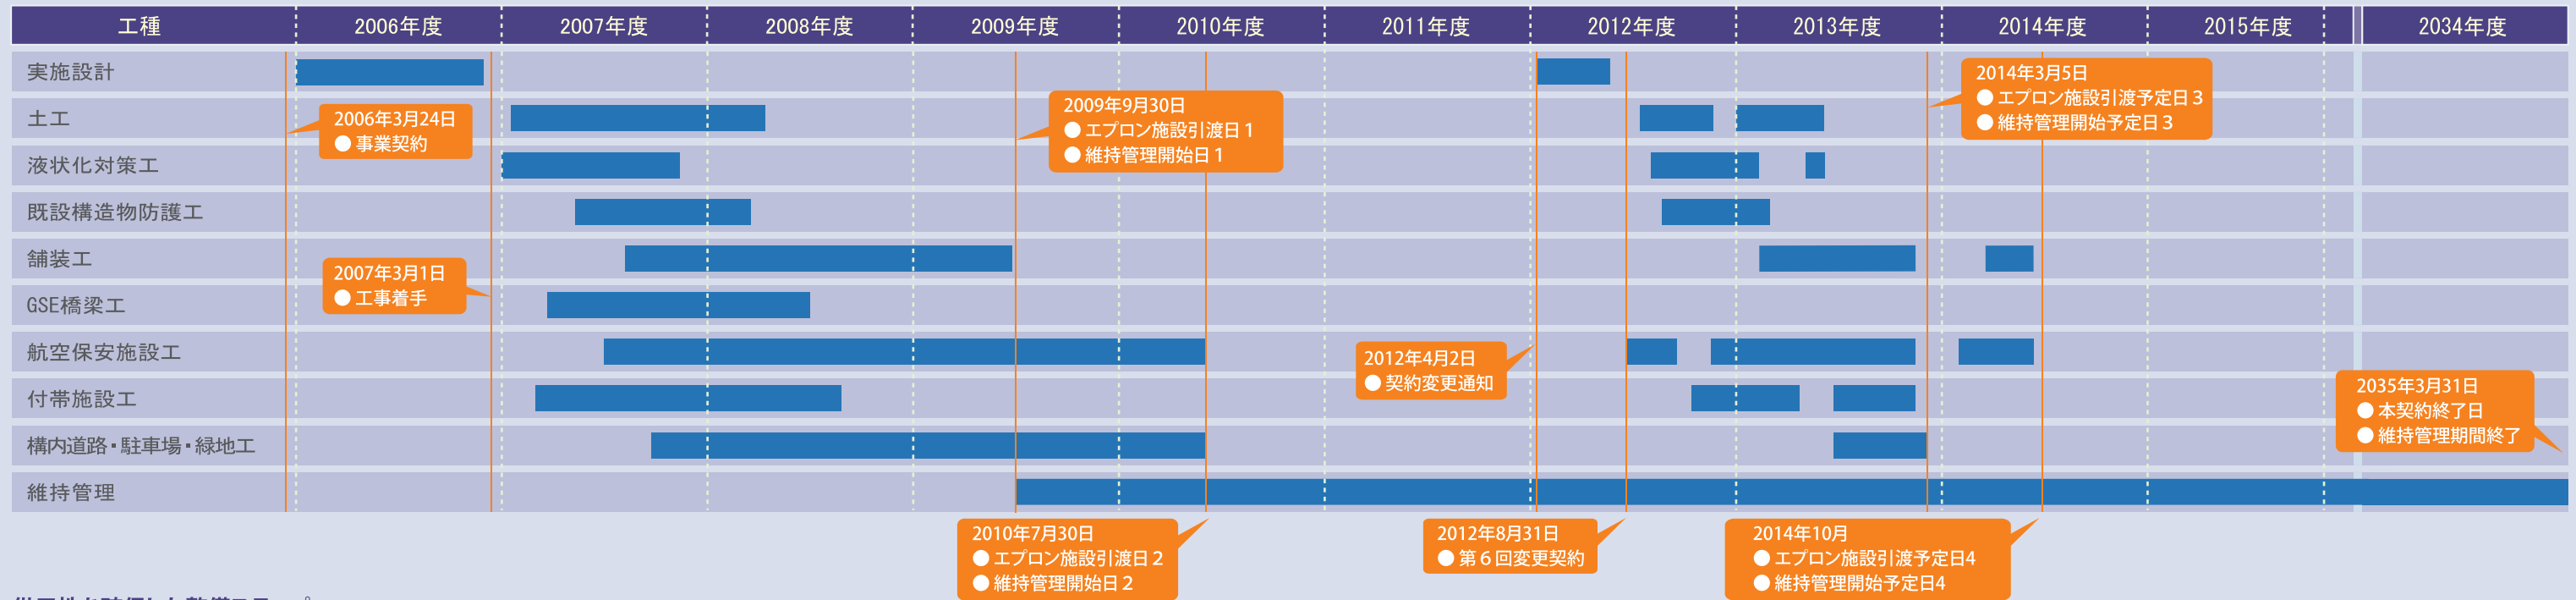 工種 2006年度 2007年度 2008年度 2009年度 2010年度 2011年度 2012年度 2013年度 2014年度 2015年度 2034年度
実施設計
土工
液状化対策工
既設構造物防護工
舗装工
GSE橋梁工
航空保安施設工
付帯施設工
構内道路・駐車場・緑地工
維持管理
2006年3月24日
● 事業契約
2007年3月1日
● 工事着手
2009年9月30日
● エプロン施設引渡日1
● 維持管理開始日1
2010年7月30日
● エプロン施設引渡日2
● 維持管理開始日2
2012年4月2日
● 契約変更通知
2012年8月31日
● 第6回変更契約
2014年3月5日
● エプロン施設引渡予定日3
● 維持管理開始予定日3
2014年10月
● エプロン施設引渡予定日4
● 維持管理開始予定日4
2035年3月31日
● 本契約終了日
● 維持管理期間終了